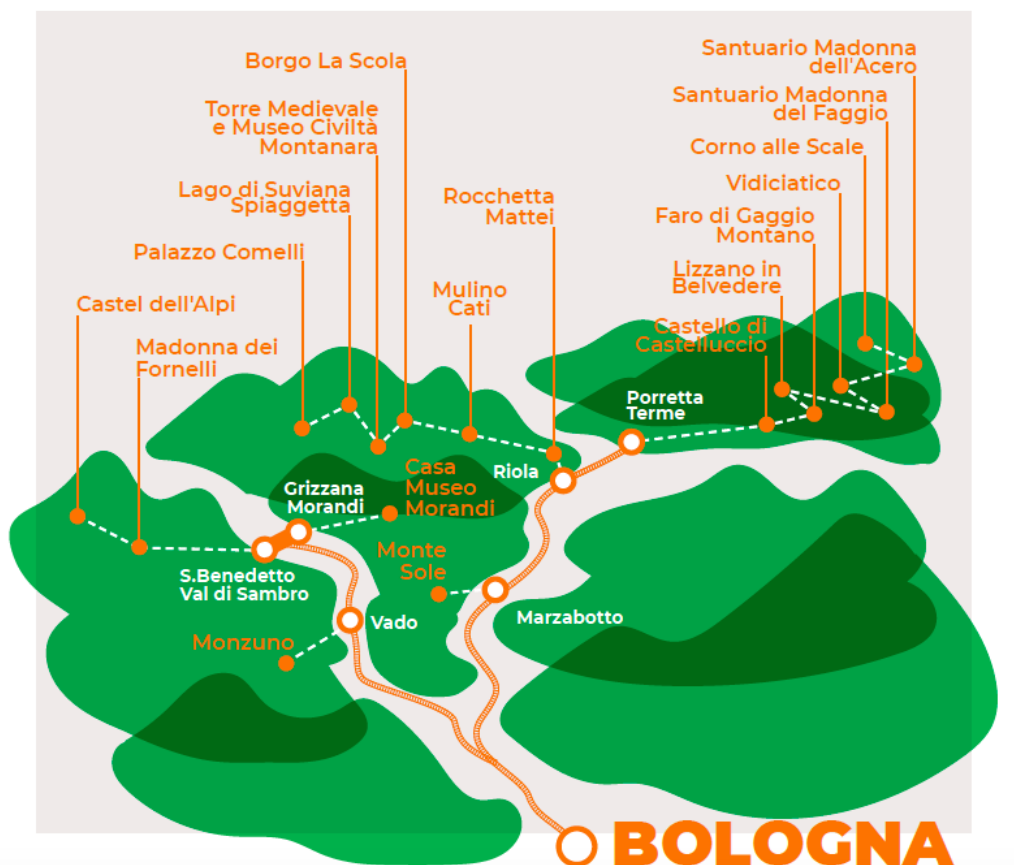 Borgo La Scola
Torre Medievale
e Museo Civiltà
Montanara
Lago di Suviana
Spiaggetta
Palazzo Comelli
Castel dell'Alpi
Madonna dei
Fornelli
Rocchetta
Mattei
Mulino
Cati
Santuario Madonna
dell'Acero
Santuario Madonna
del Faggio
Corno alle Scale
Vidiciatico
Faro di Gaggio
Montano
Lizzano in
Belvedere
Castello di
Castelluccio
Porretta
Terme
Riola
Casa
Museo
Morandi
Grizzana
Morandi
Monte
Sole
S.Benedetto
Val di Sambro
Marzabotto
Vado
Monzuno
BOLOGNA